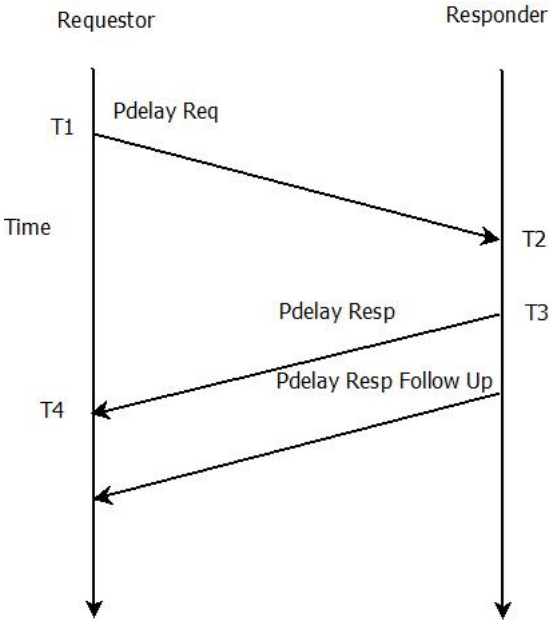 Requestor
Responder
Pdelay Req
T1
Time
T2
Pdelay Resp
T3
Pdelay Resp Follow Up
T4